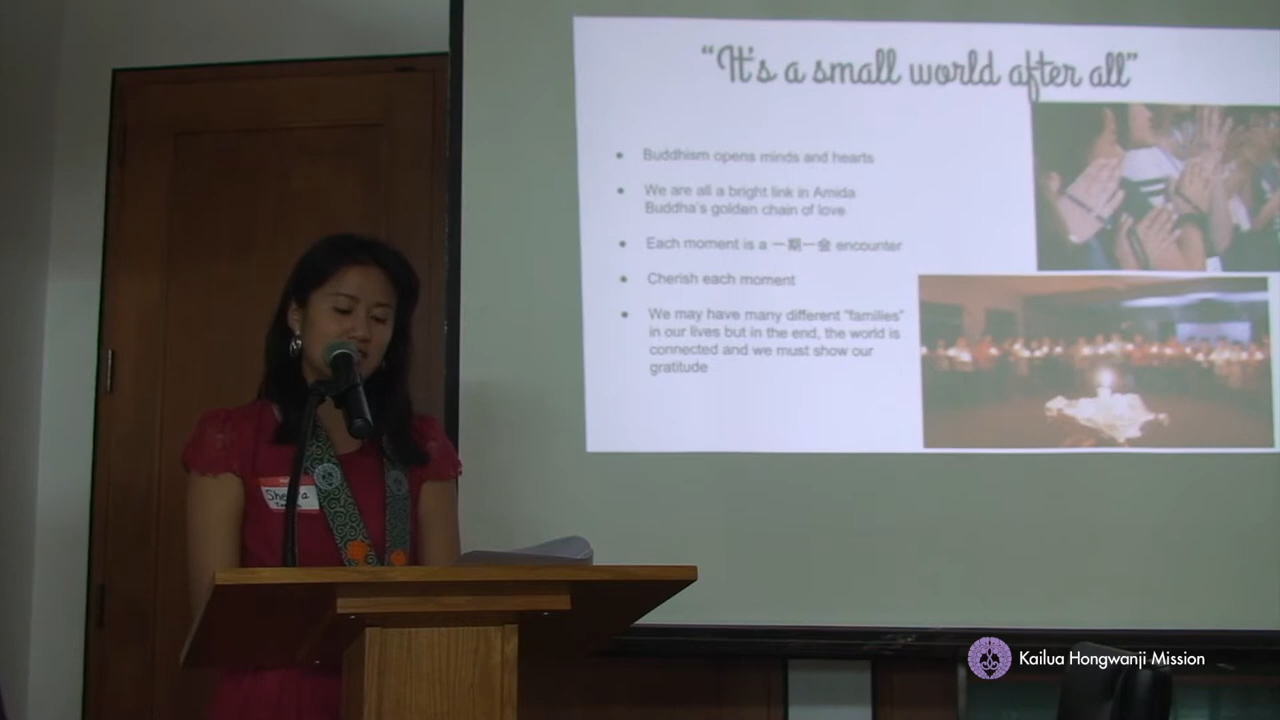 “It's a small world after all”
Buddhism opens minds and hearts
We are all a bright link in Amida
Buddha's golden chain of love
Each moment is a 一期一会 encounter
Cherish each moment
We may have many different “families”
in our lives but in the end, the world is
connected and we must show our
gratitude
Kailua Hongwanji Mission